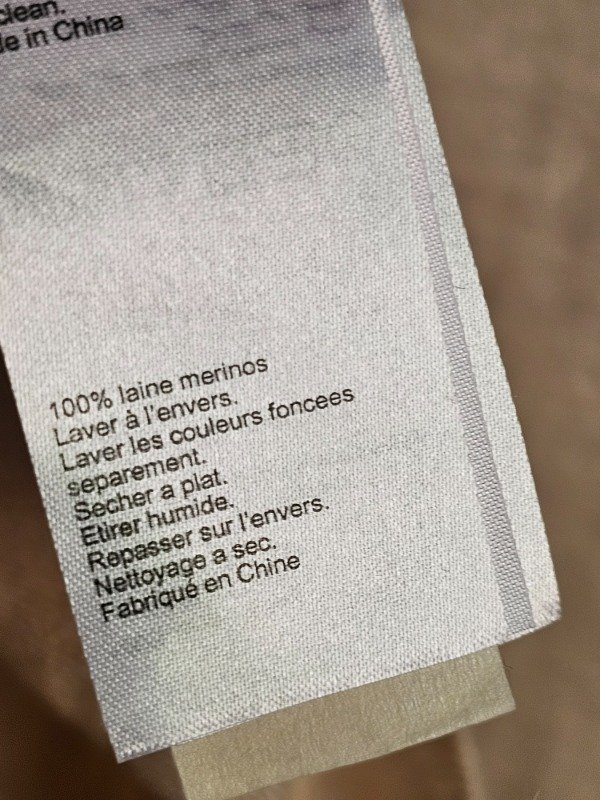 clean.
in China
100% laine merinos
Laver à l'envers.
Laver les couleurs foncees
separement.
Secher a plat.
Etirer humide.
Repasser sur l'envers.
Nettoyage a sec.
Fabriqué en Chine